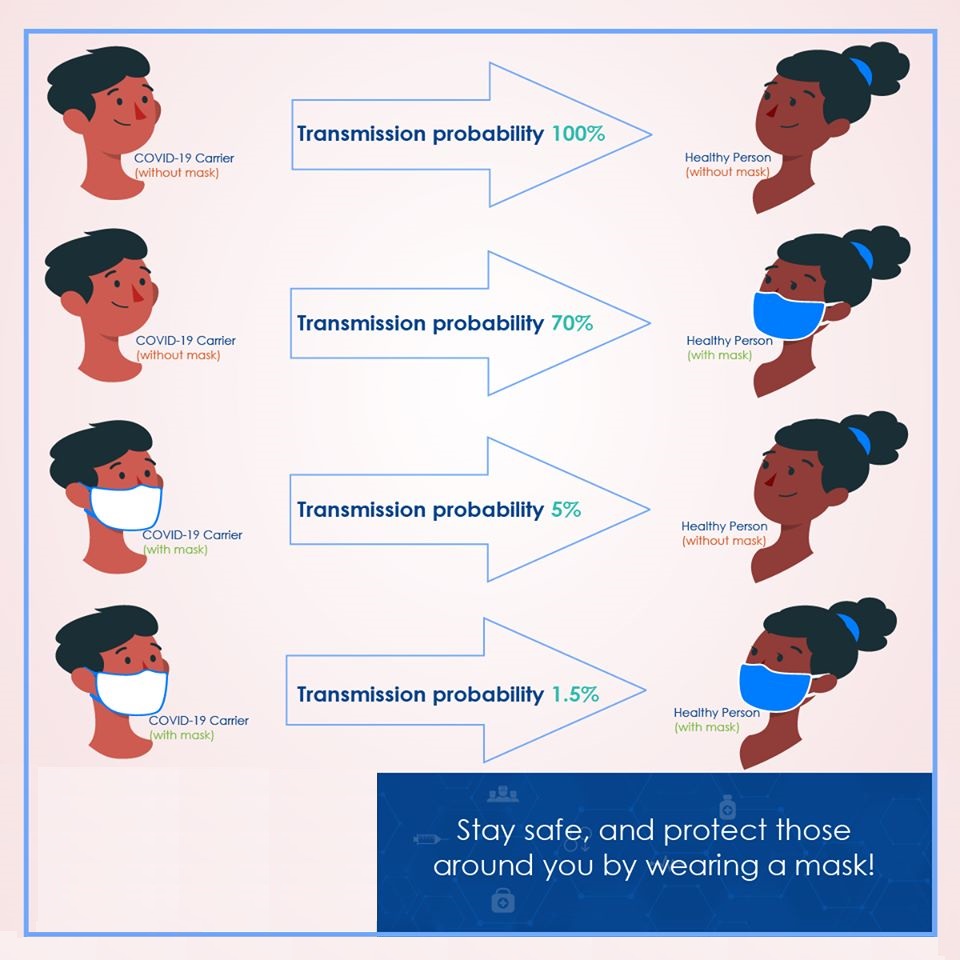 Transmission probability 100%
COVID-19 Carrier
(without mask)
Healthy Person
(without mask)
Transmission probability 70%
COVID-19 Carrier
(without mask)
Healthy Person
(with mask)
Transmission probability 5%
COVID-19 Carrier
(with mask)
Healthy Person
(without mask)
Transmission probability 1.5%
COVID-19 Carrier
(with mask)
Healthy Person
(with mask)
Stay safe, and protect those
around you by wearing a mask!